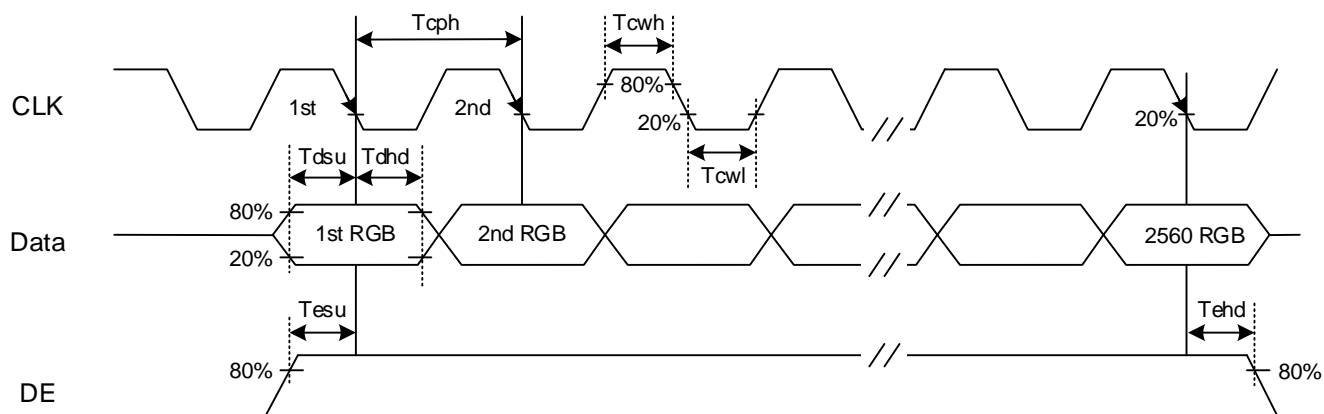 Tcph
Tcwh
CLK
1st
2nd
80%
20%
20%
Tdsu
Tdhd
Tcwl
80%
Data
1st RGB
2nd RGB
2560 RGB
20%
Tesu
Tehd
80%
80%
DE